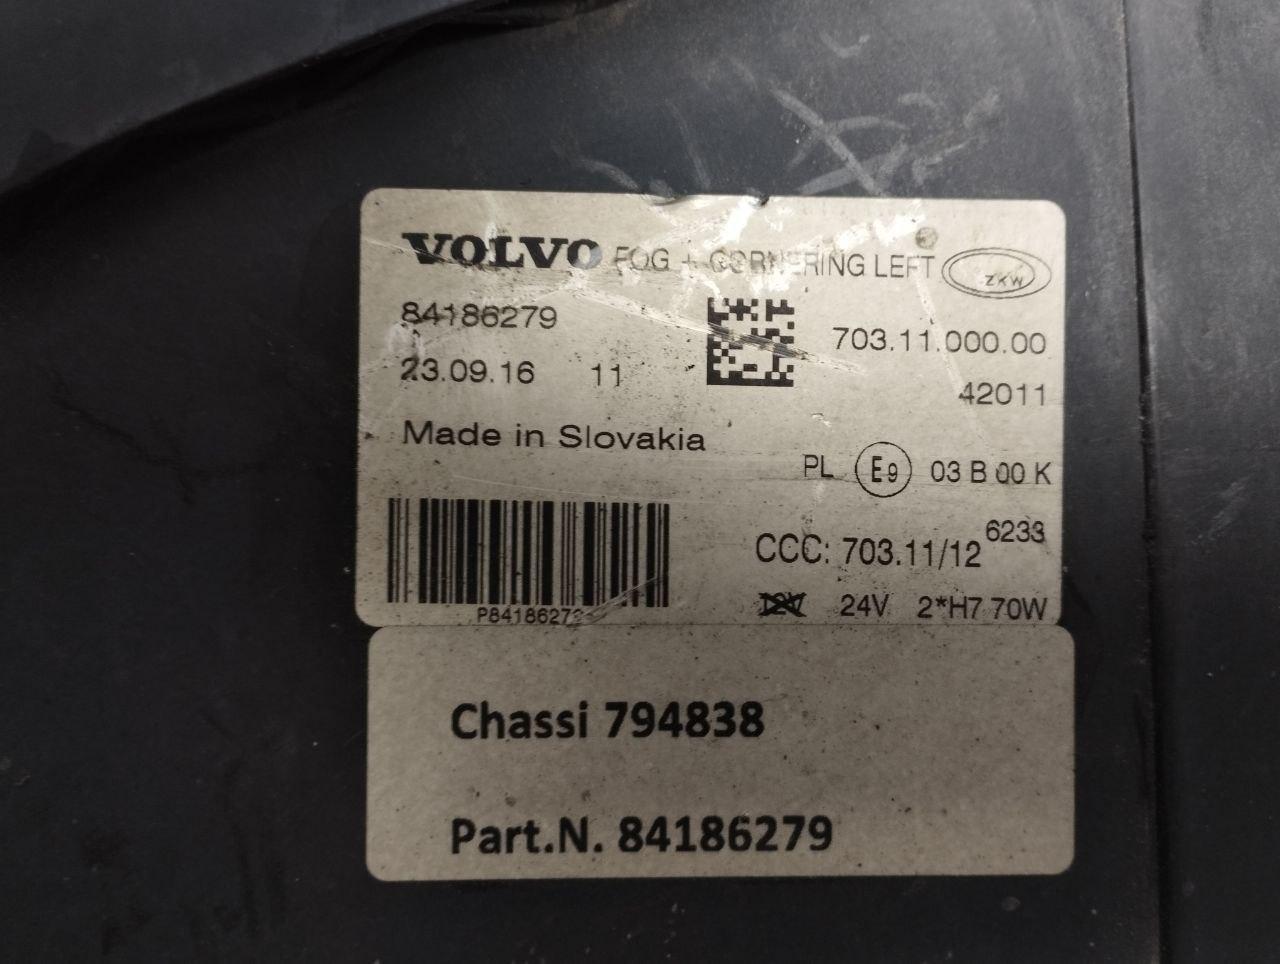 VOLVO FOG + CORNERING LEFT ZKW
84186279
703.11.000.00
23.09.16 11
42011
Made in Slovakia
PL E9 03 B 00 K
CCC: 703.11/12 6233
12V 24V 2*H7 70W
P84186279
Chassi 794838
Part.N. 84186279